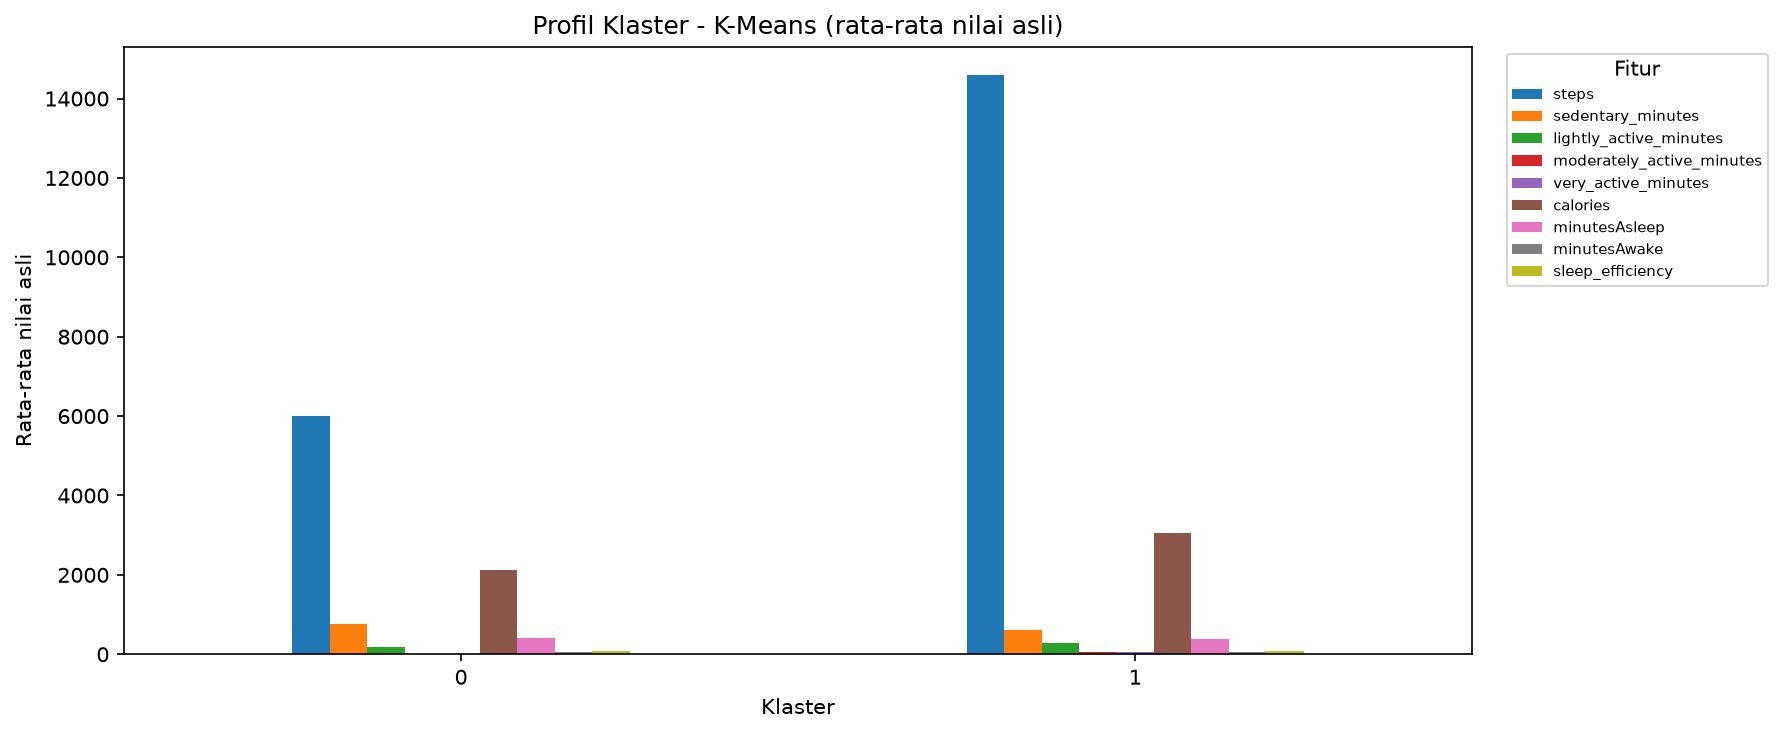 Profil Klaster - K-Means (rata-rata nilai asli)
Rata-rata nilai asli
14000
12000
10000
8000
6000
4000
2000
0
0
1
Klaster
Fitur
steps
sedentary_minutes
lightly_active_minutes
moderately_active_minutes
very_active_minutes
calories
minutesAsleep
minutesAwake
sleep_efficiency